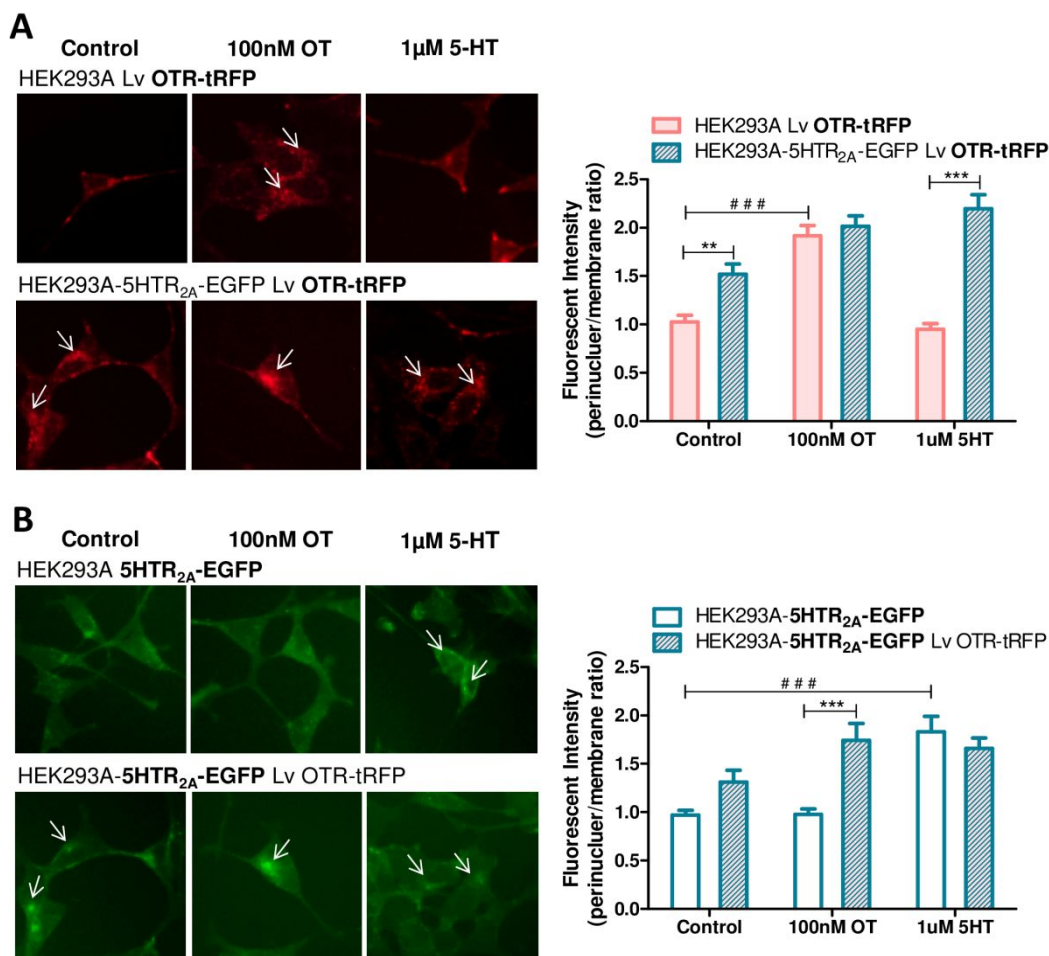 A
Control 100nM OT 1µM 5-HT
HEK293A Lv OTR-tRFP
HEK293A-5HTR2A-EGFP Lv OTR-tRFP
HEK293A Lv OTR-tRFP
HEK293A-5HTR2A-EGFP Lv OTR-tRFP
Fluorescent Intensity
(perinucluer/membrane ratio)
2.5
2.0
1.5
1.0
0.5
0.0
# # #
**
***
Control 100nM OT 1uM 5HT
B
Control 100nM OT 1µM 5-HT
HEK293A 5HTR2A-EGFP
HEK293A-5HTR2A-EGFP Lv OTR-tRFP
HEK293A-5HTR2A-EGFP
HEK293A-5HTR2A-EGFP Lv OTR-tRFP
Fluorescent Intensity
(perinucluer/membrane ratio)
2.5
2.0
1.5
1.0
0.5
0.0
# # #
***
Control 100nM OT 1uM 5HT